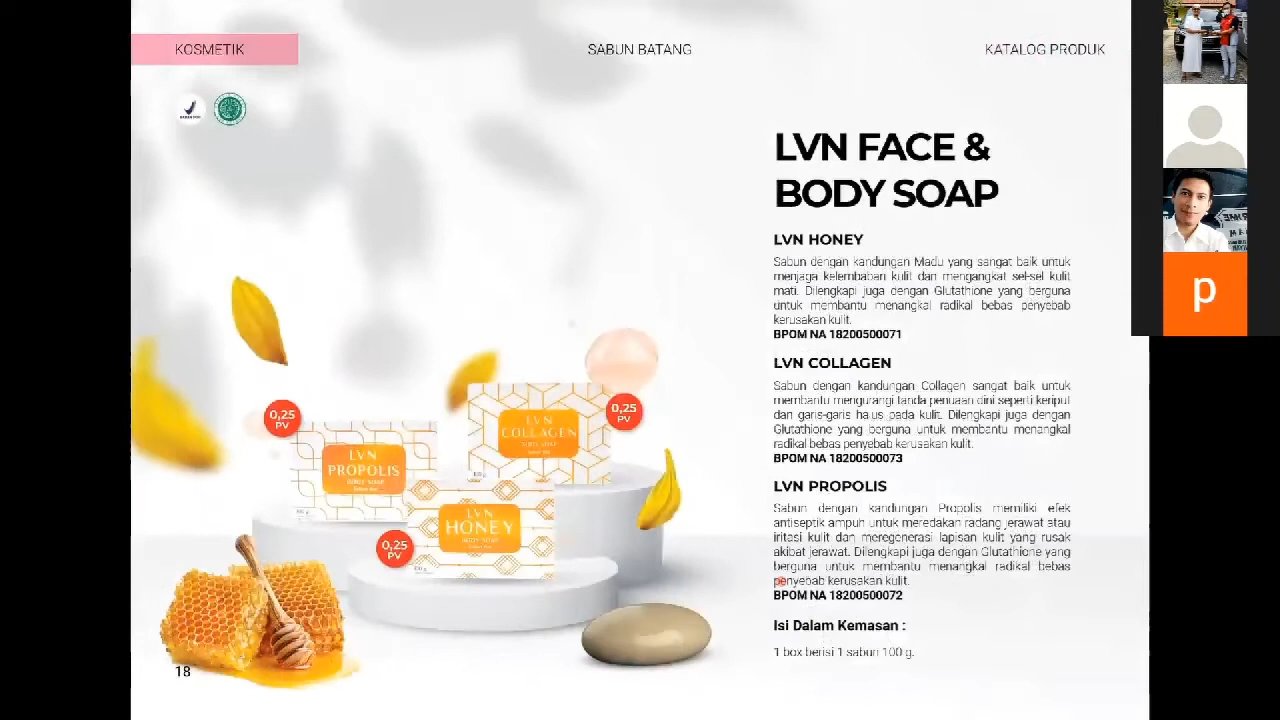 KOSMETIK
SABUN BATANG
KATALOG PRODUK
LVN FACE &
BODY SOAP
LVN HONEY
Sabun dengan kandungan Madu yang sangat baik untuk
menjaga kelembaban kulit dan mengangkat sel-sel kulit
mati. Dilengkapi juga dengan Glutathione yang berguna
untuk membantu menangkal radikal bebas penyebab
kerusakan kulit.
BPOM NA 18200500071
LVN COLLAGEN
Sabun dengan kandungan Collagen sangat baik untuk
membantu mengurangi tanda penuaan dini seperti keriput
dan garis-garis halus pada kulit. Dilengkapi juga dengan
Glutathione yang berguna untuk membantu menangkal
radikal bebas penyebab kerusakan kulit.
BPOM NA 18200500073
LVN PROPOLIS
Sabun dengan kandungan Propolis memiliki efek
antiseptik ampuh untuk meredakan radang jerawat atau
iritasi kulit dan meregenerasi lapisan kulit yang rusak
akibat jerawat. Dilengkapi juga dengan Glutathione yang
berguna untuk membantu menangkal radikal bebas
penyebab kerusakan kulit.
BPOM NA 18200500072
Isi Dalam Kemasan :
1 box berisi 1 sabun 100 g.
0,25
PV
LVN
PROPOLIS
BODY SOAP
0,25
PV
LVN
COLLAGEN
BODY SOAP
0,25
PV
LVN
HONEY
BODY SOAP
18
p